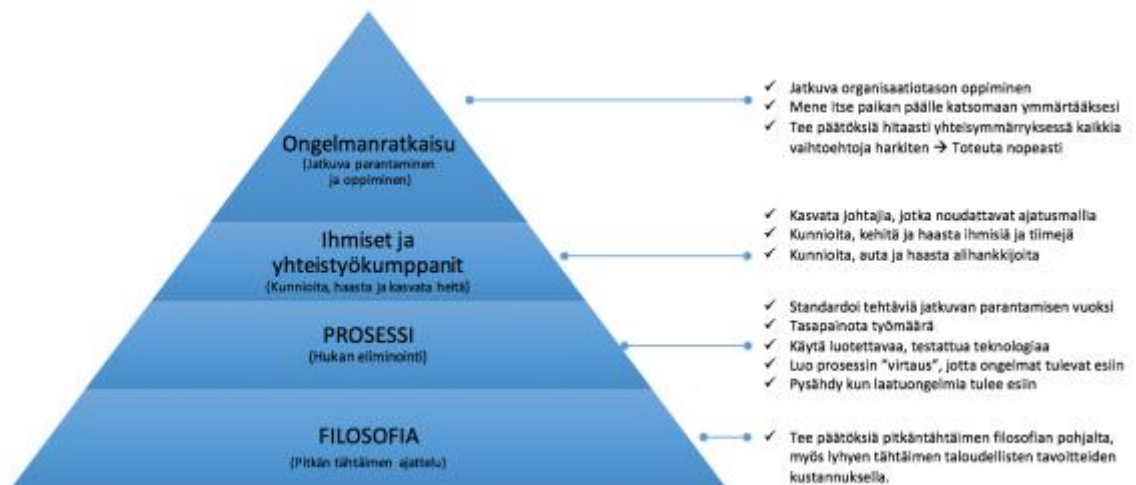 Ongelmanratkaisu
(Jatkuva parantaminen
ja oppiminen)
✓ Jatkuva organisaatiotason oppiminen
✓ Mene itse paikan päälle katsomaan ymmärtääksesi
✓ Tee päätöksiä hitaasti yhteisymmärryksessä kaikkia
vaihtoehtoja harkiten → Toteuta nopeasti
Ihmiset ja
yhteistyökumppanit
(Kunnioita, haasta ja kasvata heitä)
✓ Kasvata johtajia, jotka noudattavat ajatusmallia
✓ Kunnioita, kehitä ja haasta ihmisiä ja tiimejä
✓ Kunnioita, auta ja haasta alihankkijoita
PROSESSI
(Hukan eliminointi)
✓ Standardoi tehtäviä jatkuvan parantamisen vuoksi
✓ Tasapainota työmäärä
✓ Käytä luotettavaa, testattua teknologiaa
✓ Luo prosessin "virtaus", jotta ongelmat tulevat esiin
✓ Pysähdy kun laatuongelmia tulee esiin
FILOSOFIA
(Pitkän tähtäimen ajattelu)
✓ Tee päätöksiä pitkäntähtäimen filosofian pohjalta,
myös lyhyen tähtäimen taloudellisten tavoitteiden
kustannuksella.